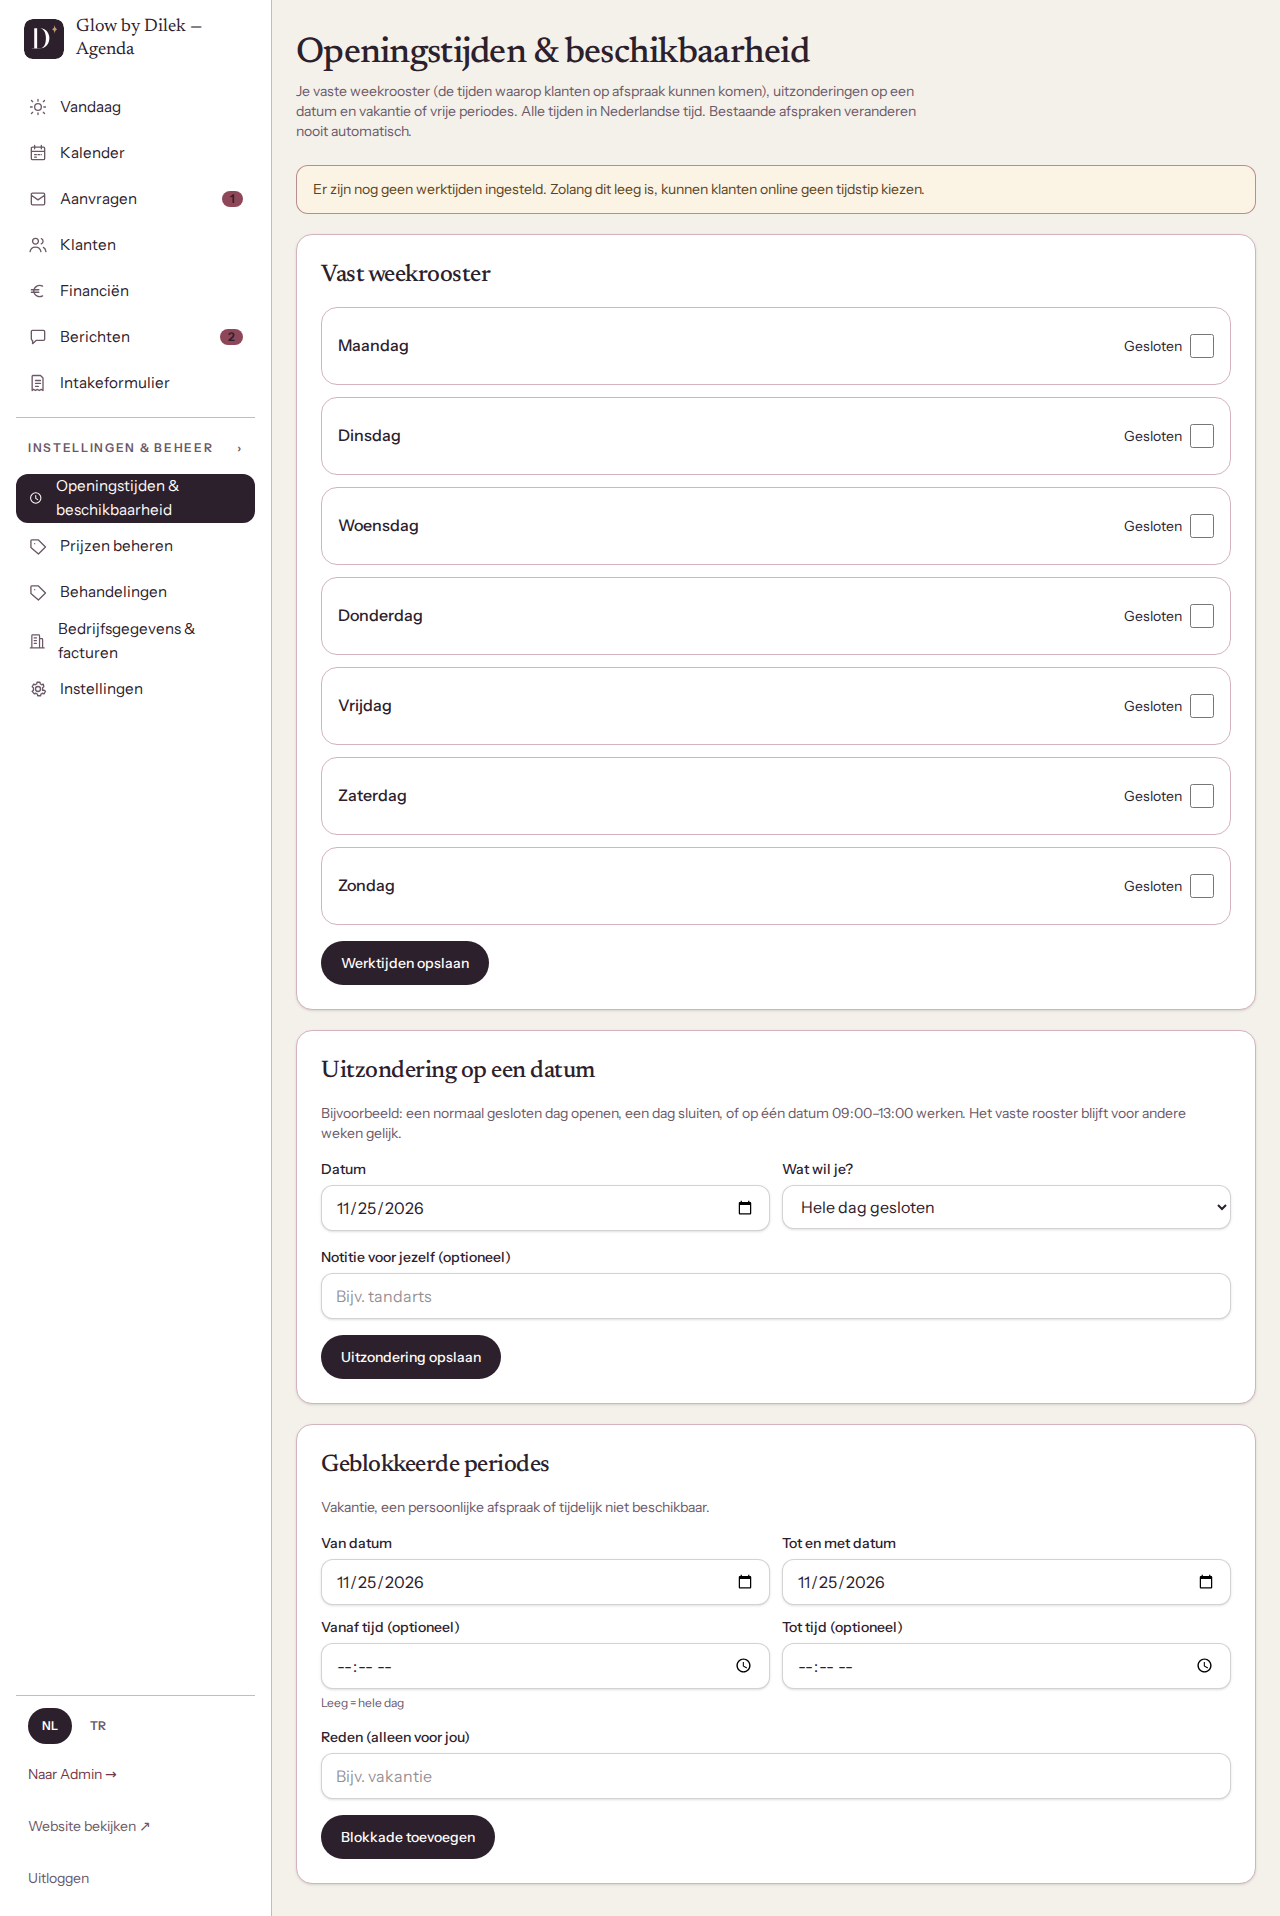 D
Glow by Dilek –
Agenda
Vandaag
Kalender
Aanvragen 1
Klanten
Financiën
Berichten 2
Intakeformulier
INSTELLINGEN & BEHEER ›
Openingstijden &
beschikbaarheid
Prijzen beheren
Behandelingen
Bedrijfsgegevens &
facturen
Instellingen
NL TR
Naar Admin →
Website bekijken ↗
Uitloggen
Openingstijden & beschikbaarheid
Je vaste weekrooster (de tijden waarop klanten op afspraak kunnen komen), uitzonderingen op een
datum en vakantie of vrije periodes. Alle tijden in Nederlandse tijd. Bestaande afspraken veranderen
nooit automatisch.
Er zijn nog geen werktijden ingesteld. Zolang dit leeg is, kunnen klanten online geen tijdstip kiezen.
Vast weekrooster
Maandag Gesloten
Dinsdag Gesloten
Woensdag Gesloten
Donderdag Gesloten
Vrijdag Gesloten
Zaterdag Gesloten
Zondag Gesloten
Werktijden opslaan
Uitzondering op een datum
Bijvoorbeeld: een normaal gesloten dag openen, een dag sluiten, of op één datum 09:00–13:00 werken. Het vaste rooster blijft voor andere
weken gelijk.
Datum Wat wil je?
11/25/2026 Hele dag gesloten
Notitie voor jezelf (optioneel)
Bijv. tandarts
Uitzondering opslaan
Geblokkeerde periodes
Vakantie, een persoonlijke afspraak of tijdelijk niet beschikbaar.
Van datum Tot en met datum
11/25/2026 11/25/2026
Vanaf tijd (optioneel) Tot tijd (optioneel)
--:-- -- --:-- --
Leeg = hele dag
Reden (alleen voor jou)
Bijv. vakantie
Blokkade toevoegen